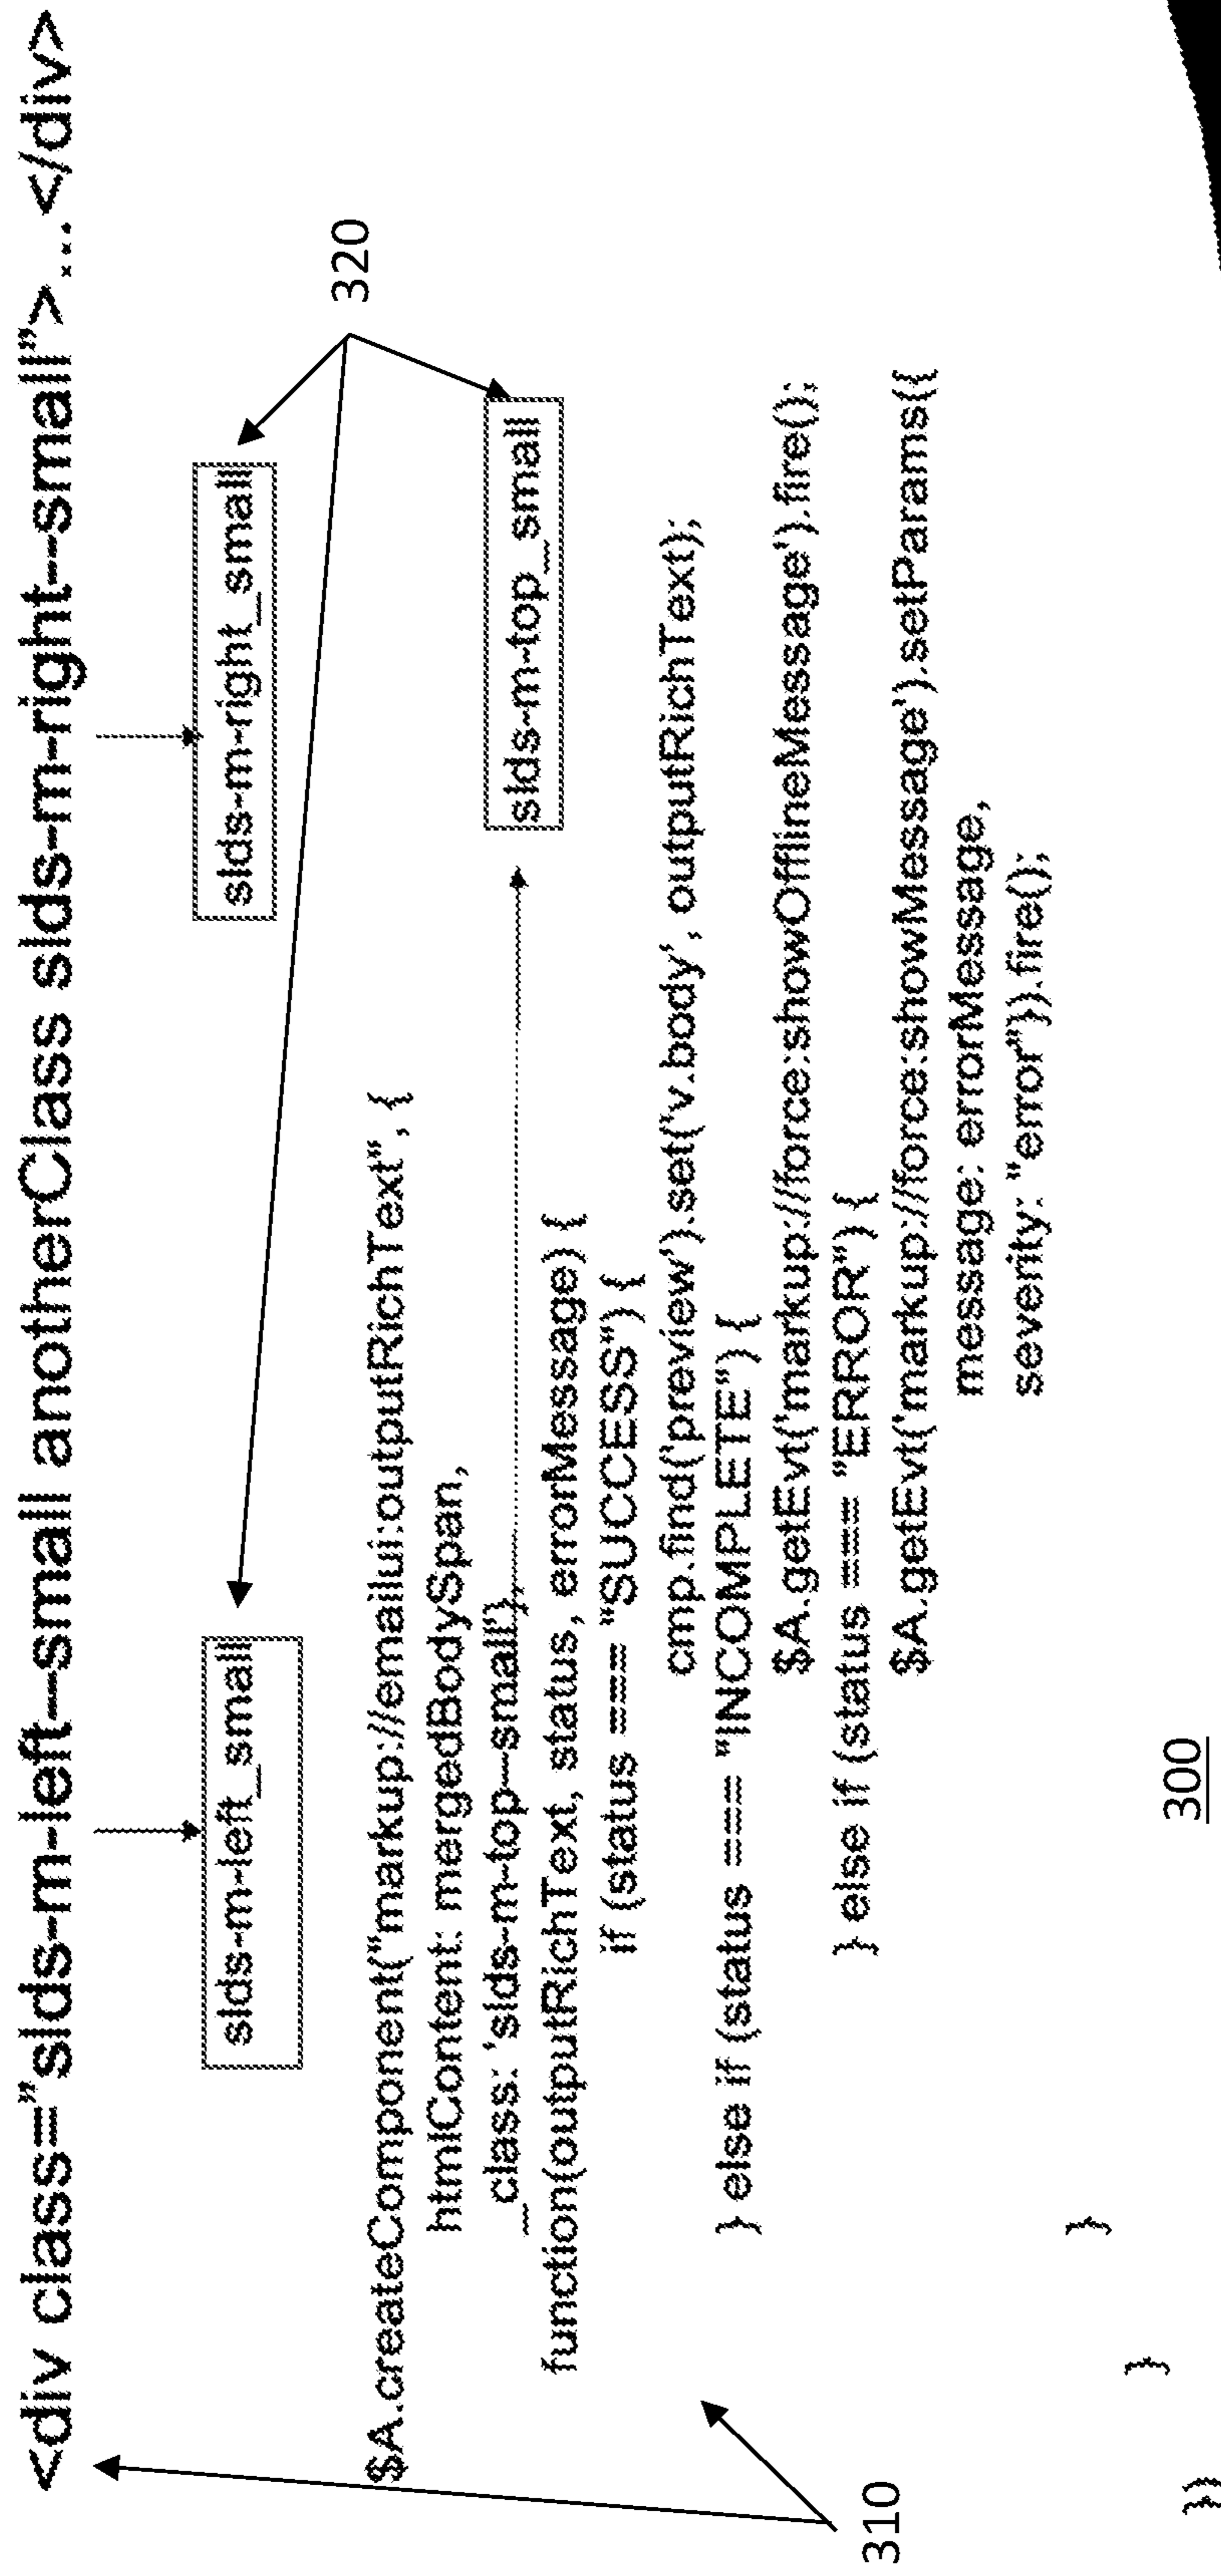 <div class="slds-m-left--small anotherClass slds-m-right--small">...</div>
slds-m-left_small
slds-m-right_small
320
$A.createComponent("markup://emailui:outputRichText", {
htmlContent: mergedBodySpan,
_class: 'slds-m-top--small'},
slds-m-top_small
function(outputRichText, status, errorMessage) {
if (status === "SUCCESS") {
cmp.find('preview').set('v.body', outputRichText);
} else if (status === "INCOMPLETE") {
$A.getEvt('markup://force:showOfflineMessage').fire();
} else if (status === "ERROR") {
$A.getEvt('markup://force:showMessage').setParams({
message: errorMessage,
severity: "error"}).fire();
}
}
})
310
300